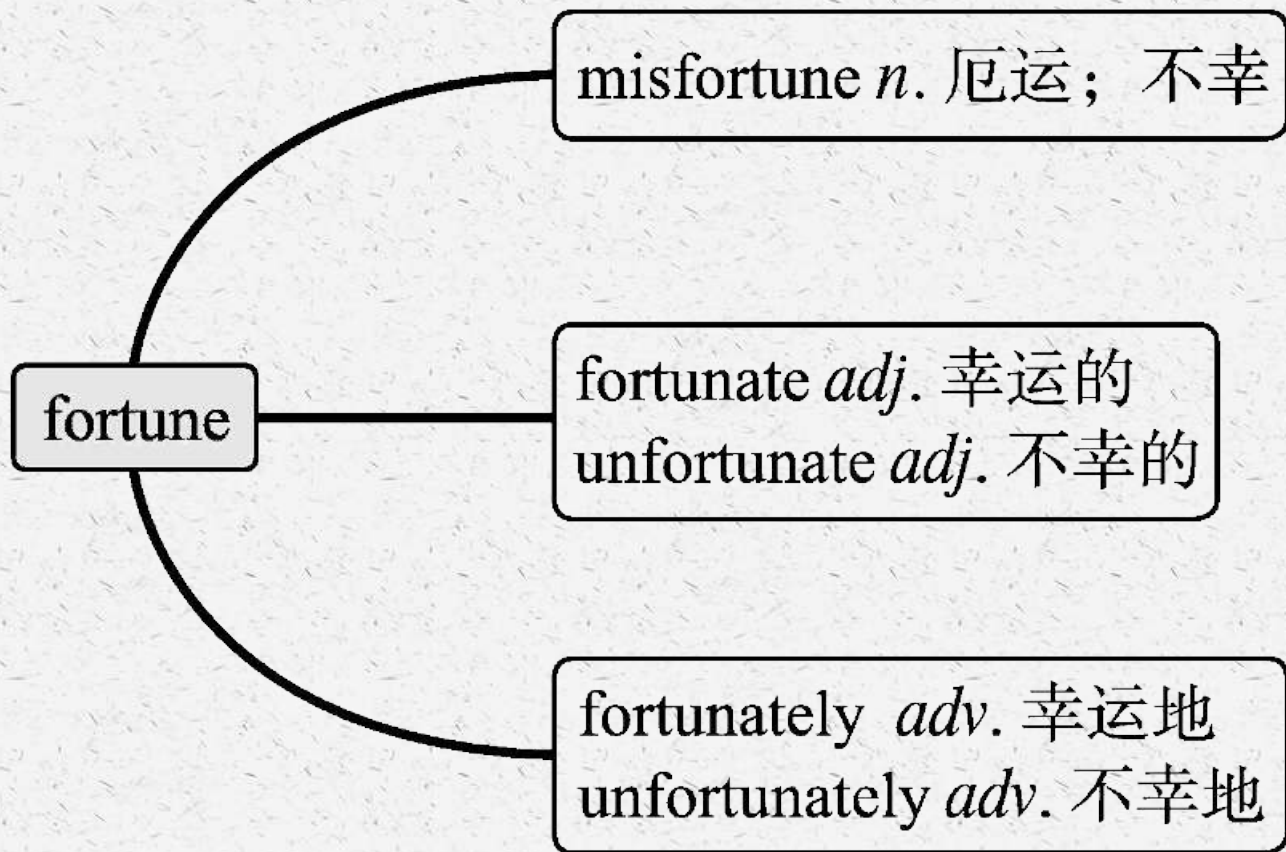 misfortune n. 厄运；不幸
fortune
fortunate adj. 幸运的
unfortunate adj. 不幸的
fortunately adv. 幸运地
unfortunately adv. 不幸地